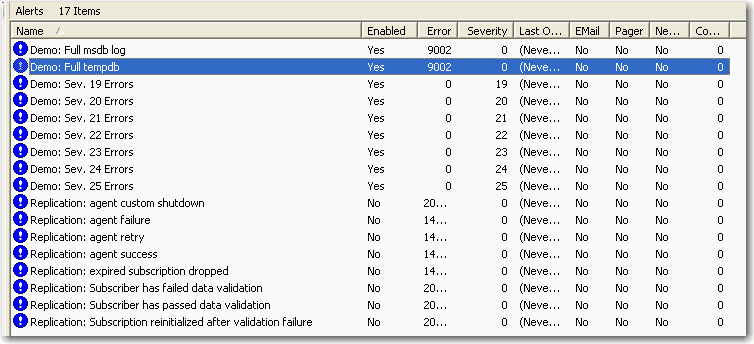 Alerts 17 Items
Name Enabled Error Severity Last O... EMail Pager Ne... Co...
Demo: Full msdb log Yes 9002 0 (Neve... No No No 0
Demo: Full tempdb Yes 9002 0 (Neve... No No No 0
Demo: Sev. 19 Errors Yes 0 19 (Neve... No No No 0
Demo: Sev. 20 Errors Yes 0 20 (Neve... No No No 0
Demo: Sev. 21 Errors Yes 0 21 (Neve... No No No 0
Demo: Sev. 22 Errors Yes 0 22 (Neve... No No No 0
Demo: Sev. 23 Errors Yes 0 23 (Neve... No No No 0
Demo: Sev. 24 Errors Yes 0 24 (Neve... No No No 0
Demo: Sev. 25 Errors Yes 0 25 (Neve... No No No 0
Replication: agent custom shutdown No 20... 0 (Neve... No No No 0
Replication: agent failure No 14... 0 (Neve... No No No 0
Replication: agent retry No 14... 0 (Neve... No No No 0
Replication: agent success No 14... 0 (Neve... No No No 0
Replication: expired subscription dropped No 14... 0 (Neve... No No No 0
Replication: Subscriber has failed data validation No 20... 0 (Neve... No No No 0
Replication: Subscriber has passed data validation No 20... 0 (Neve... No No No 0
Replication: Subscription reinitialized after validation failure No 20... 0 (Neve... No No No 0